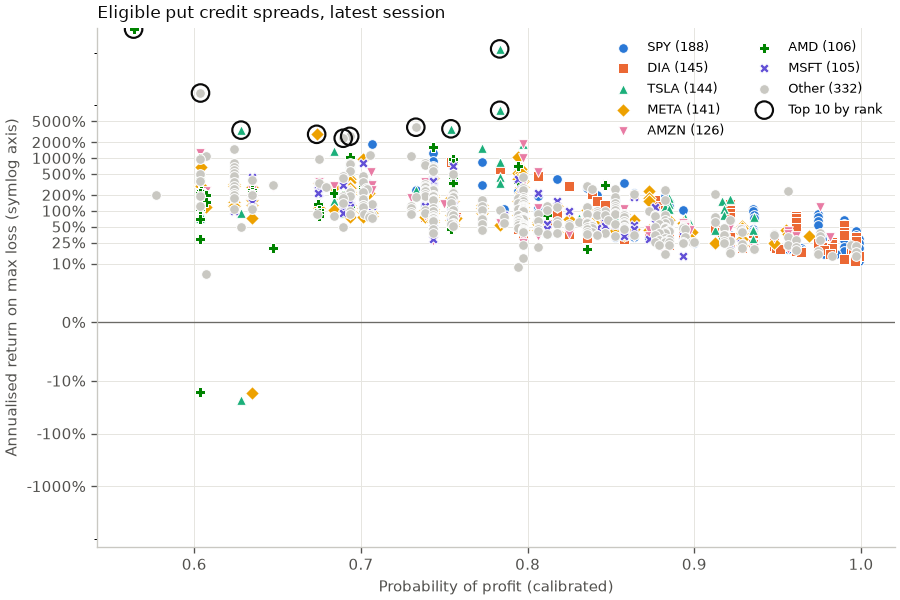 Eligible put credit spreads, latest session
SPY (188)
DIA (145)
TSLA (144)
META (141)
AMZN (126)
AMD (106)
MSFT (105)
Other (332)
Top 10 by rank
Annualised return on max loss (symlog axis)
5000%
2000%
1000%
500%
200%
100%
50%
25%
10%
0%
-10%
-100%
-1000%
0.6
0.7
0.8
0.9
1.0
Probability of profit (calibrated)